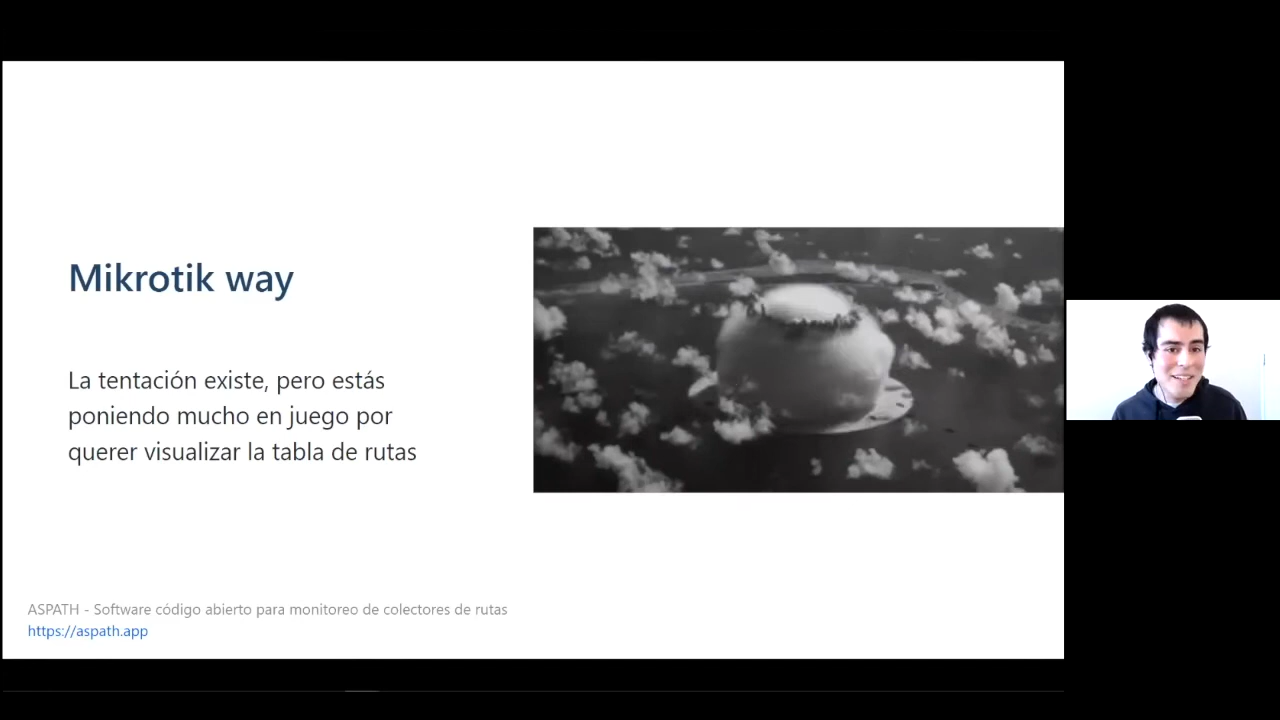 Mikrotik way
La tentación existe, pero estás
poniendo mucho en juego por
querer visualizar la tabla de rutas
ASPATH - Software código abierto para monitoreo de colectores de rutas
https://aspath.app